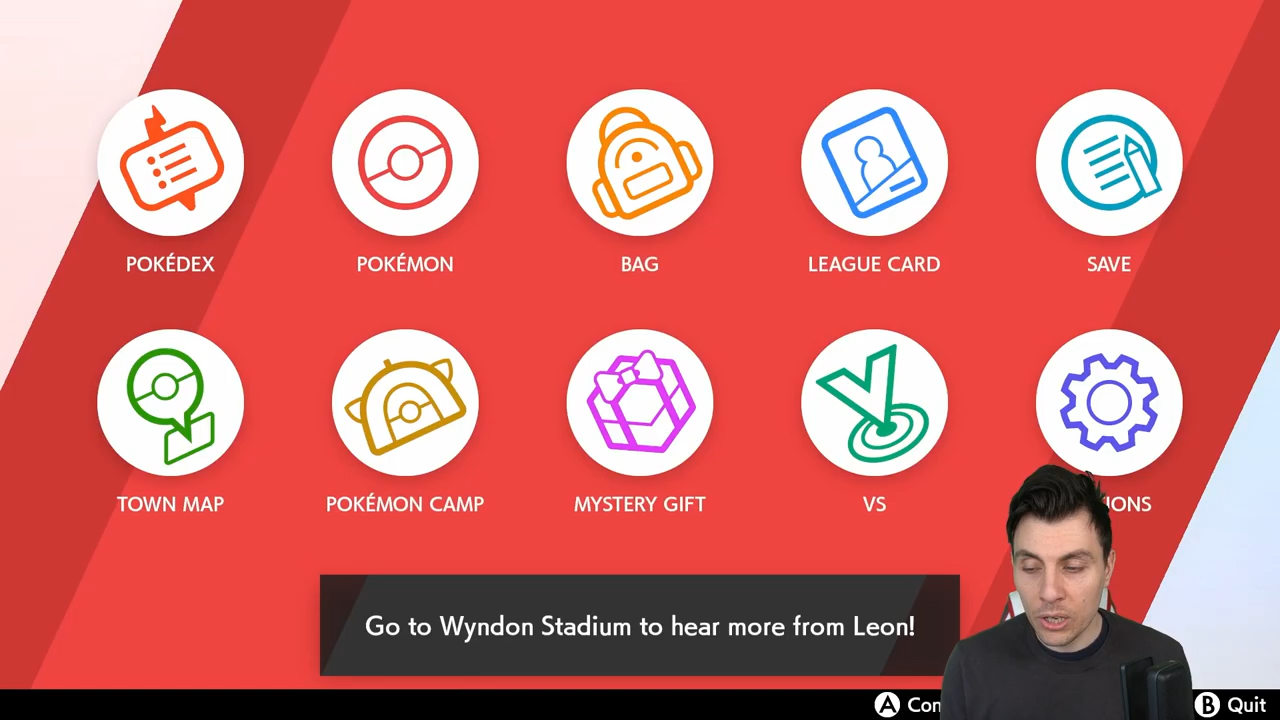 POKÉDEX
POKÉMON
BAG
LEAGUE CARD
SAVE
TOWN MAP
POKÉMON CAMP
MYSTERY GIFT
VS
Go to Wyndon Stadium to hear more from Leon!
A
B Quit